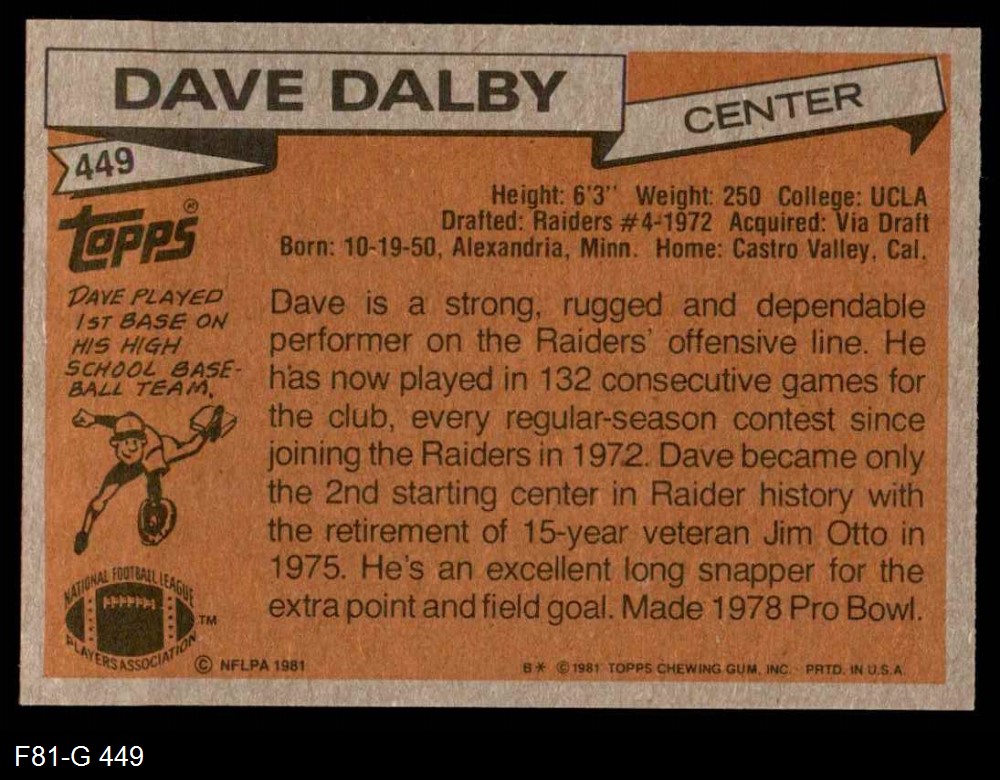 DAVE DALBY
CENTER
449
TOPPS®
Height: 6'3" Weight: 250 College: UCLA
Drafted: Raiders #4-1972 Acquired: Via Draft
Born: 10-19-50, Alexandria, Minn. Home: Castro Valley, Cal.
DAVE PLAYED
1ST BASE ON
HIS HIGH
SCHOOL BASE-
BALL TEAM.
Dave is a strong, rugged and dependable
performer on the Raiders' offensive line. He
has now played in 132 consecutive games for
the club, every regular-season contest since
joining the Raiders in 1972. Dave became only
the 2nd starting center in Raider history with
the retirement of 15-year veteran Jim Otto in
1975. He's an excellent long snapper for the
extra point and field goal. Made 1978 Pro Bowl.
NATIONAL FOOTBALL LEAGUE
PLAYERS ASSOCIATION
TM
© NFLPA 1981
B* © 1981 TOPPS CHEWING GUM, INC. PRTD. IN U.S.A.
F81-G 449